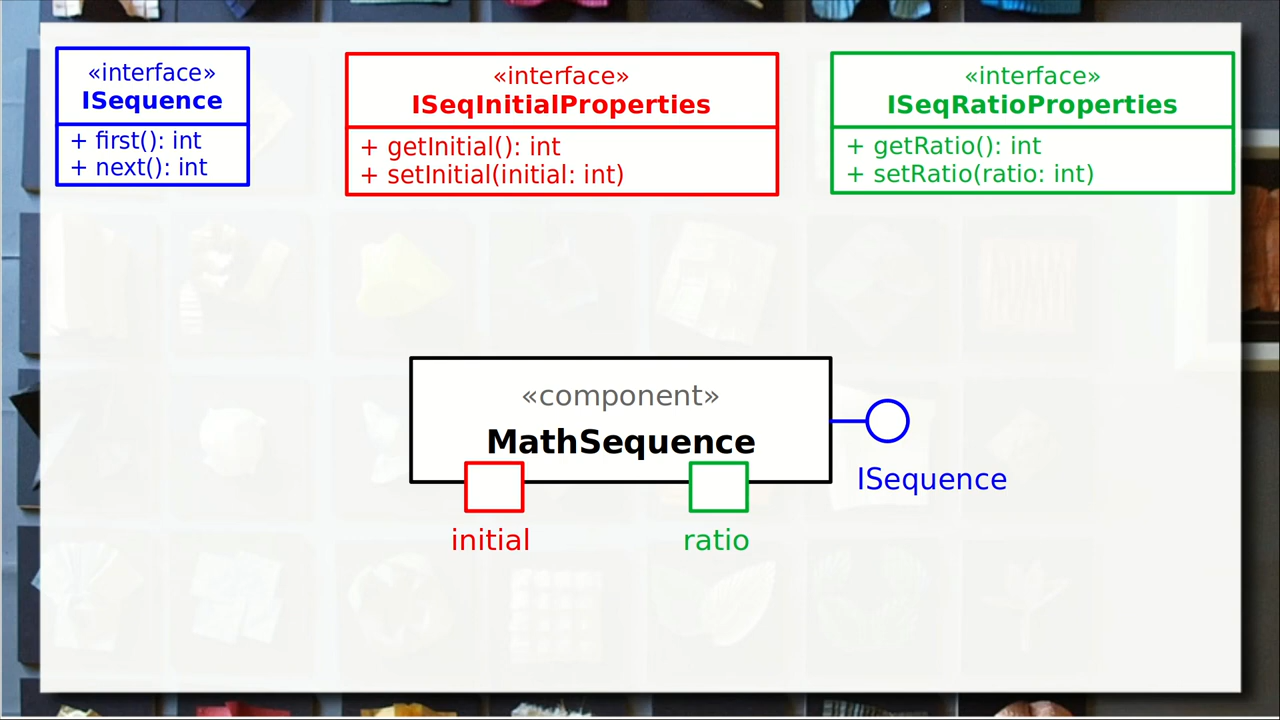 «interface»
ISequence
+ first(): int
+ next(): int
«interface»
ISeqInitialProperties
+ getInitial(): int
+ setInitial(initial: int)
«interface»
ISeqRatioProperties
+ getRatio(): int
+ setRatio(ratio: int)
«component»
MathSequence
ISequence
initial
ratio